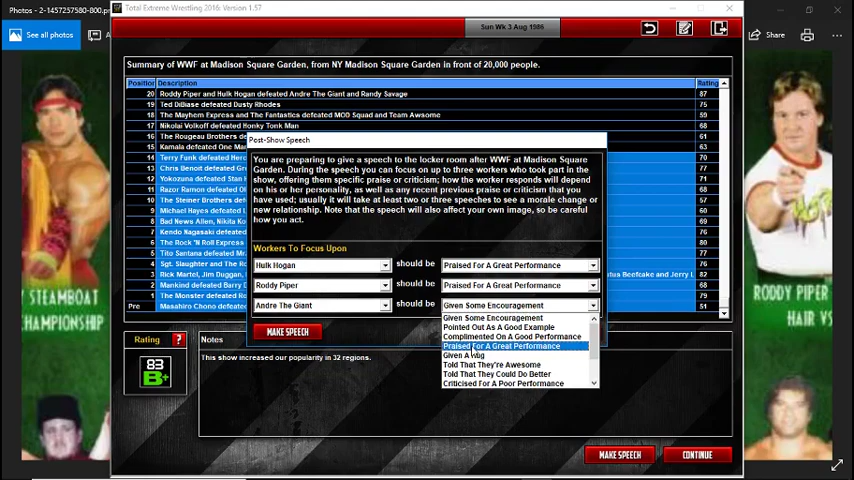 Photos - 2-1457257580-800.p
Total Extreme Wrestling 2016: Version 1.57
See all photos
Share
Sun Wk 3 Aug 1986
Summary of WWF at Madison Square Garden, from NY Madison Square Garden in front of 20,000 people.
Position Description Rating
20 Roddy Piper and Hulk Hogan defeated Andre The Giant and Randy Savage 87
19 Ted DiBiase defeated Dusty Rhodes 75
18 The Mayhem Express and The Fantastics defeated MOD Squad and Team Awesome 59
17 Nikolai Volkoff defeated Honky Tonk Man 68
16 The Rougeau Brothers de 61
15 Kamala defeated One Man 63
14 Terry Funk defeated Herc 70
13 Chris Benoit defeated Km 77
12 Yokozuna defeated Stan 71
11 Razor Ramon defeated O 68
10 The Steiner Brothers def 57
9 Michael Hayes defeated 60
8 Bad News Allen, Nikita Ko 69
7 Kendo Nagasaki defeated 60
6 The Rock 'N Roll Express 69
5 Tito Santana defeated Mr. 67
4 Sgt. Slaughter and The Ro 76
3 Rick Martel, Jim Duggan, utus Beefcake and Jerry L 83
2 Mankind defeated Barry W 68
1 The Monster defeated Ro
Pre Masahiro Chono defeated 51
Post-Show Speech
You are preparing to give a speech to the locker room after WWF at Madison Square
Garden. During the speech you can focus on up to three workers who took part in the
show, offering them specific praise or criticism; how the worker responds will depend
on his or her personality, as well as any recent previous praise or criticism that you
have used; usually it will take at least two or three speeches to see a morale change or
new relationship. Note that the speech will also affect your own image, so be careful
how you act.
Workers To Focus Upon
Hulk Hogan should be Praised For A Great Performance
Roddy Piper should be Praised For A Great Performance
Andre The Giant should be Given Some Encouragement
MAKE SPEECH
Given Some Encouragement
Pointed Out As A Good Example
Complimented On A Good Performance
Praised For A Great Performance
Given A Hug
Told That They're Awesome
Told That They Could Do Better
Criticised For A Poor Performance
Rating ?
83
B+
Notes
This show increased our popularity in 32 regions.
MAKE SPEECH
CONTINUE
STEAMBOAT
CHAMPIONSHIP
RODDY PIPER
HAIR VS